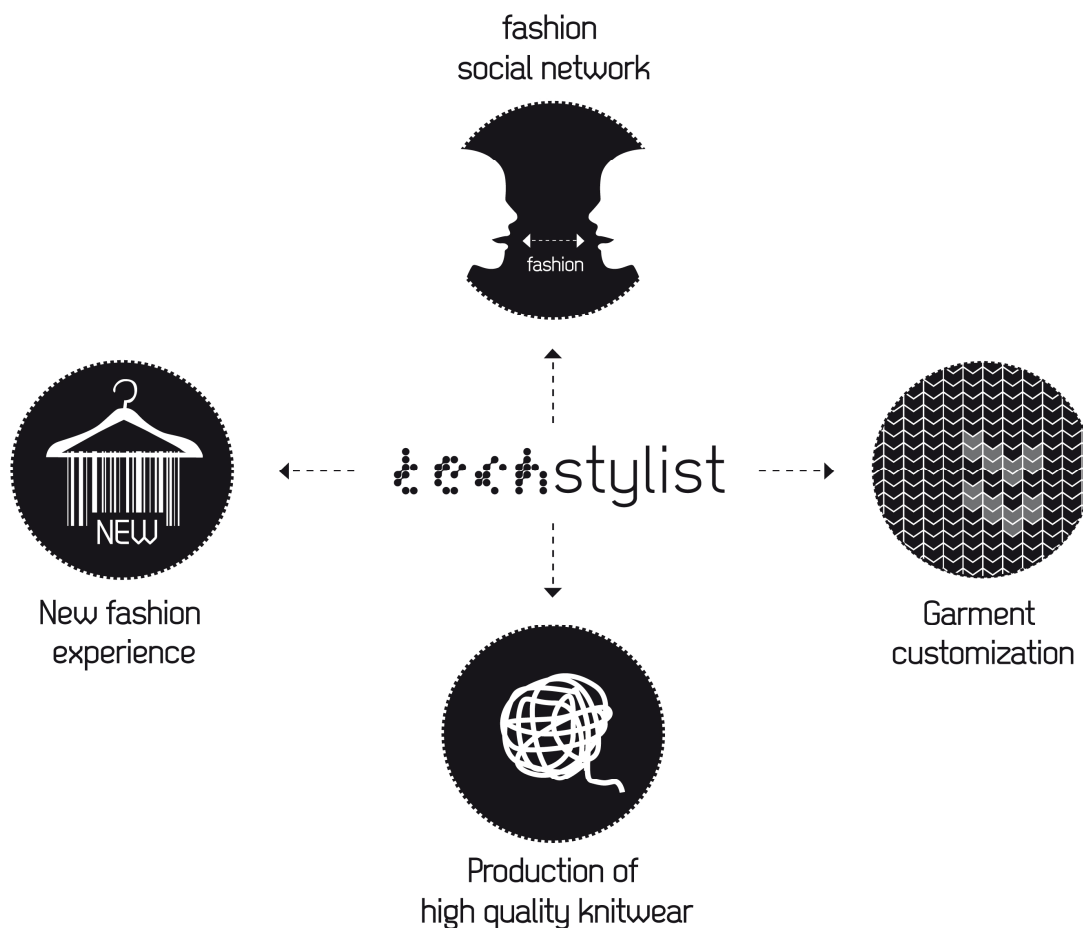 fashion
social network
fashion
NEW
techstylist
New fashion
experience
Garment
customization
Production of
high quality knitwear